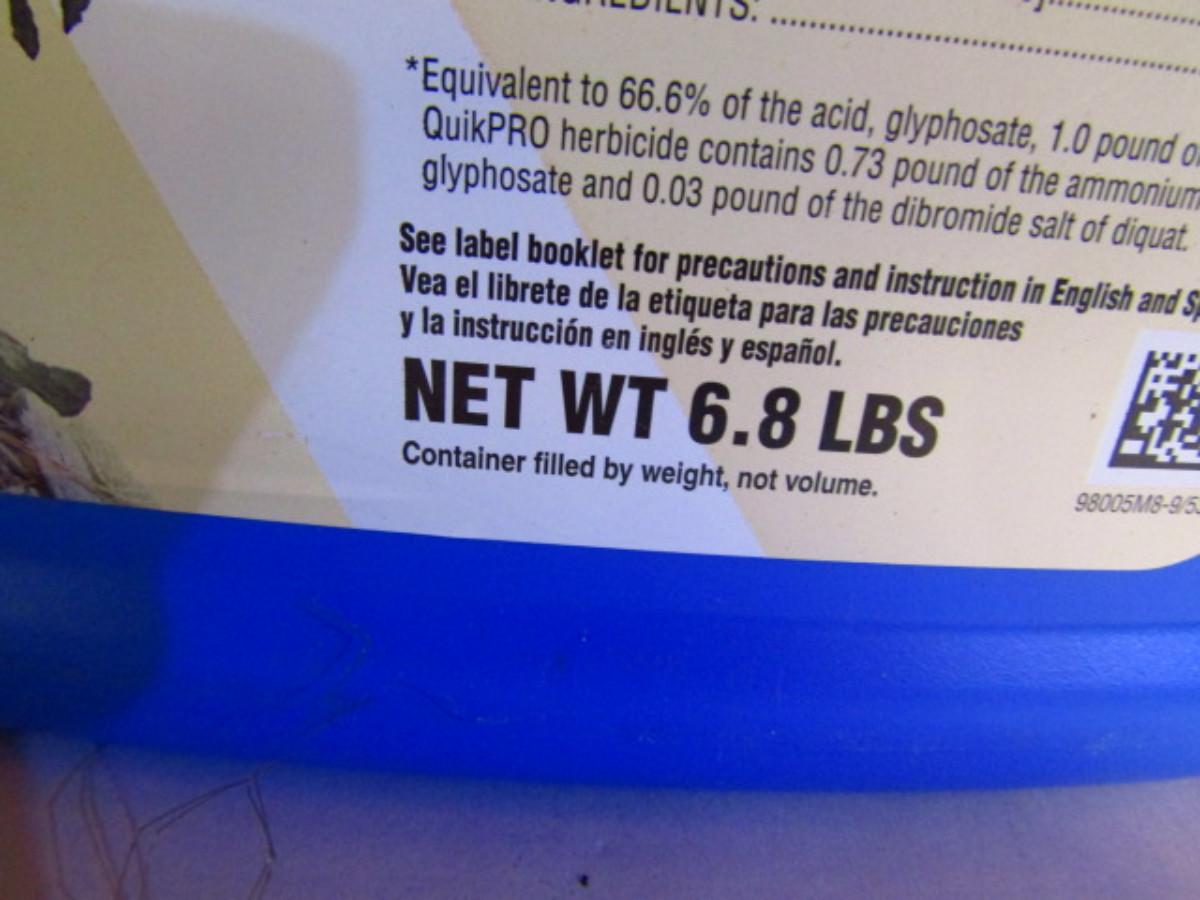 INGREDIENTS: ....................
*Equivalent to 66.6% of the acid, glyphosate, 1.0 pound
QuikPRO herbicide contains 0.73 pound of the ammonium
glyphosate and 0.03 pound of the dibromide salt of diquat.
See label booklet for precautions and instruction in English and
Vea el librete de la etiqueta para las precauciones
y la instrucción en inglés y español.
NET WT 6.8 LBS
Container filled by weight, not volume.
98005M8-9/53